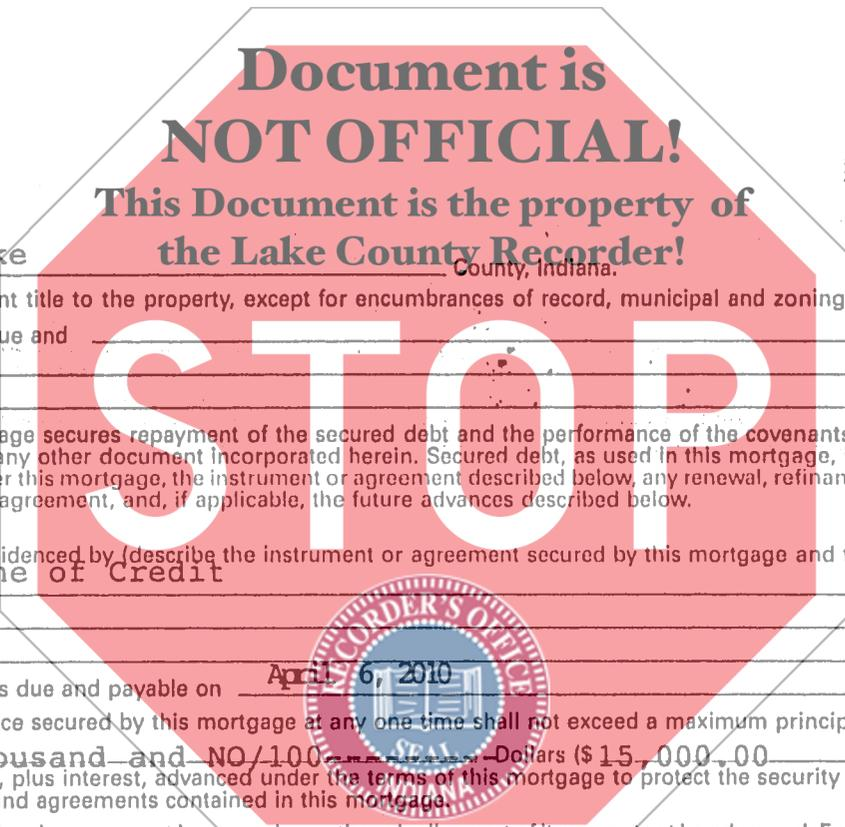 Document is
NOT OFFICIAL!
This Document is the property of
the Lake County Recorder!
ke
County, Indiana.
nt title to the property, except for encumbrances of record, municipal and zoning
ue and
STOP
age secures repayment of the secured debt and the performance of the covenants
any other document incorporated herein. Secured debt, as used in this mortgage,
er this mortgage, the instrument or agreement described below, any renewal, refinan
agreement, and, if applicable, the future advances described below.
idenced by (describe the instrument or agreement secured by this mortgage and
ne of Credit
RECORDER'S OFFICE
April 6, 2010
s due and payable on
SEAL
INDIANA
ce secured by this mortgage at any one time shall not exceed a maximum princip
ousand and NO/100---------- Dollars ($ 15,000.00
, plus interest, advanced under the terms of this mortgage to protect the security
nd agreements contained in this mortgage.